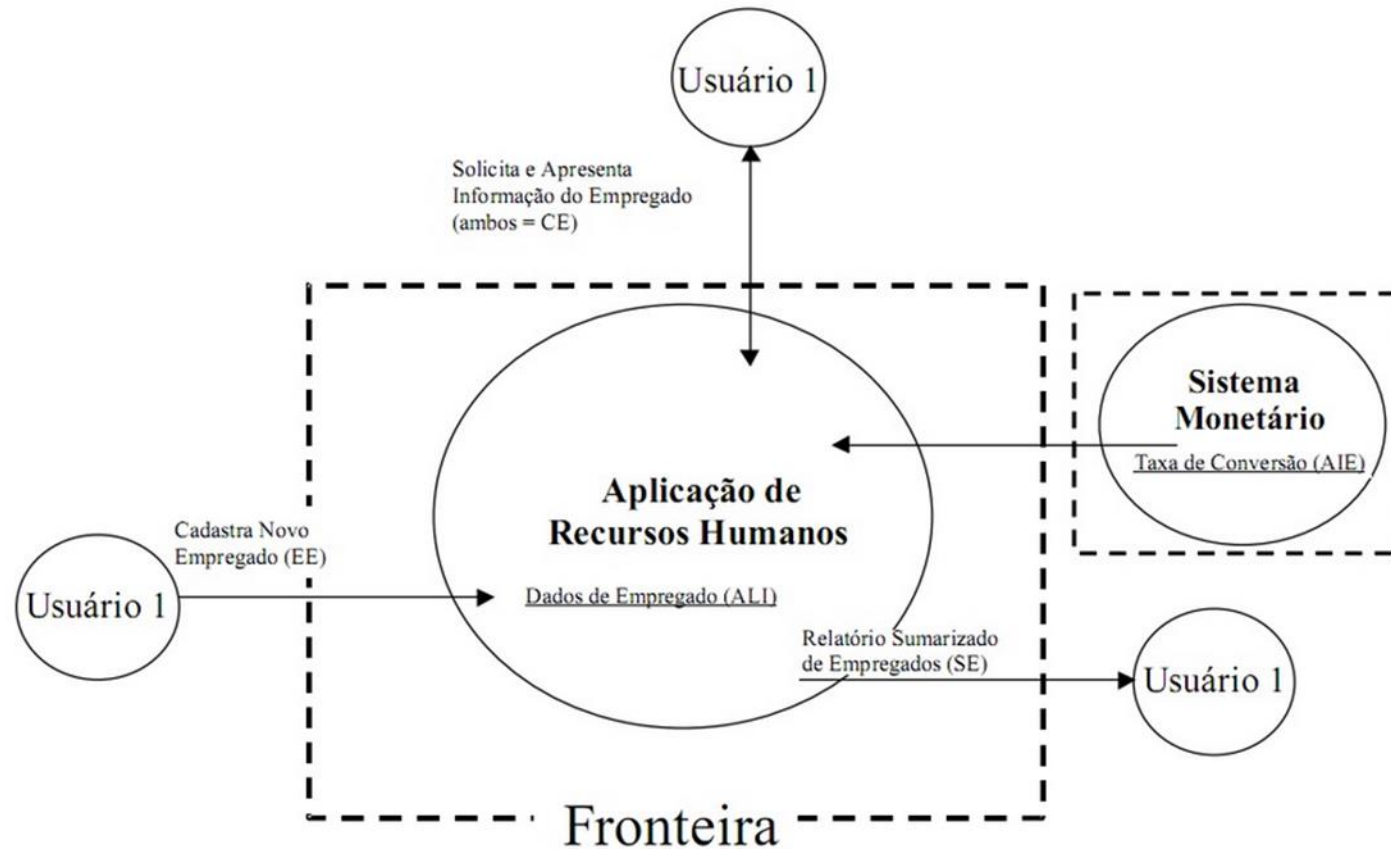 Usuário 1
Solicita e Apresenta
Informação do Empregado
(ambos = CE)
Sistema
Monetário
Taxa de Conversão (AIE)
Aplicação de
Recursos Humanos
Dados de Empregado (ALI)
Cadastra Novo
Empregado (EE)
Usuário 1
Relatório Sumarizado
de Empregados (SE)
Usuário 1
Fronteira